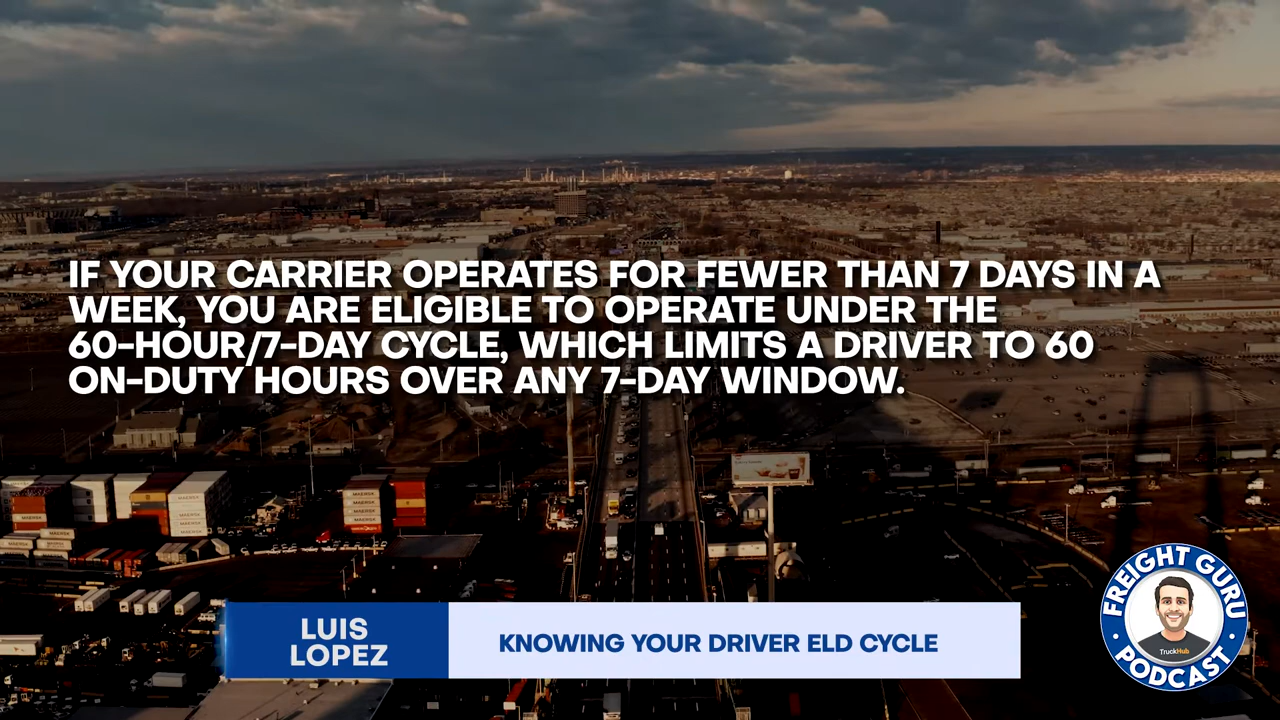 IF YOUR CARRIER OPERATES FOR FEWER THAN 7 DAYS IN A
WEEK, YOU ARE ELIGIBLE TO OPERATE UNDER THE
60-HOUR/7-DAY CYCLE, WHICH LIMITS A DRIVER TO 60
ON-DUTY HOURS OVER ANY 7-DAY WINDOW.
MAERSK
LUIS
LOPEZ
KNOWING YOUR DRIVER ELD CYCLE
FREIGHT GURU
TruckHub
PODCAST